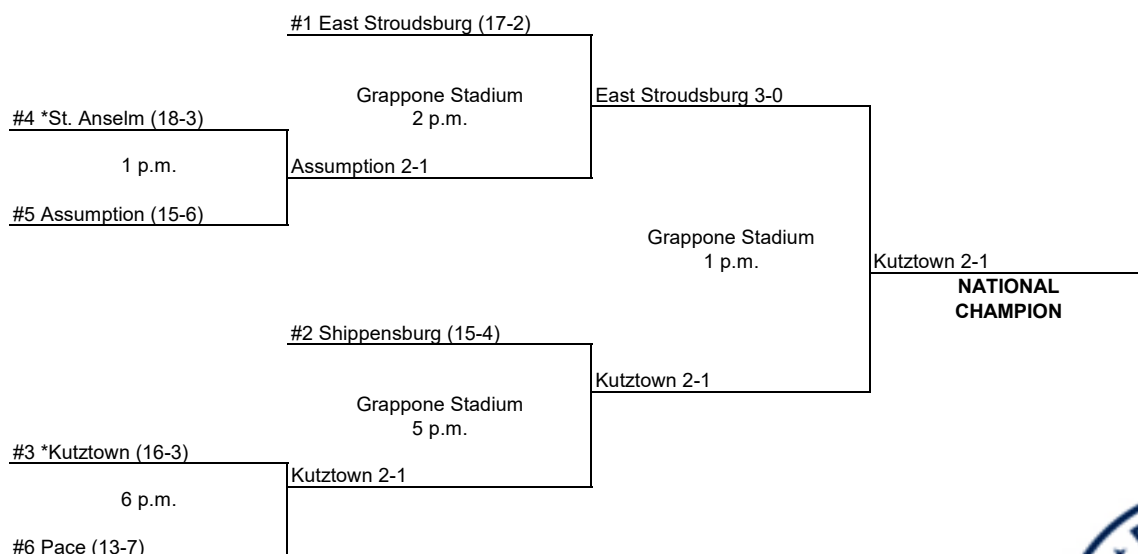 #1 East Stroudsburg (17-2)
Grappone Stadium
2 p.m.
East Stroudsburg 3-0
#4 *St. Anselm (18-3)
1 p.m.
Assumption 2-1
#5 Assumption (15-6)
Grappone Stadium
1 p.m.
Kutztown 2-1
NATIONAL
CHAMPION
#2 Shippensburg (15-4)
Kutztown 2-1
Grappone Stadium
5 p.m.
#3 *Kutztown (16-3)
Kutztown 2-1
6 p.m.
#6 Pace (13-7)